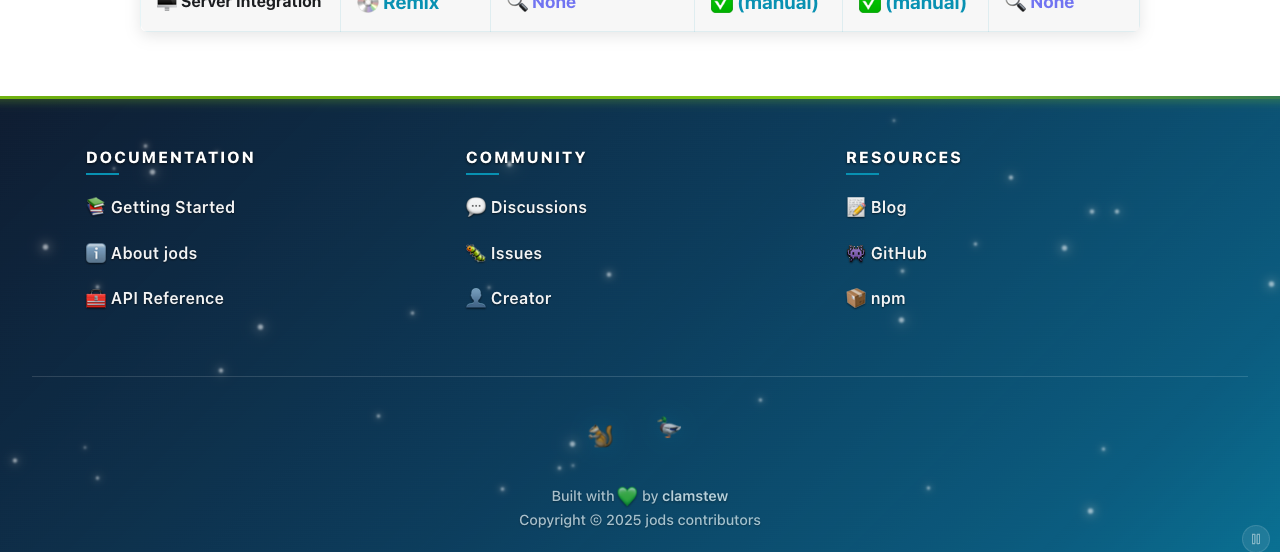 Server Integration Remix None (manual) (manual) None
DOCUMENTATION
Getting Started
About jods
API Reference
COMMUNITY
Discussions
Issues
Creator
RESOURCES
Blog
GitHub
npm
Built with 💚 by clamstew
Copyright © 2025 jods contributors